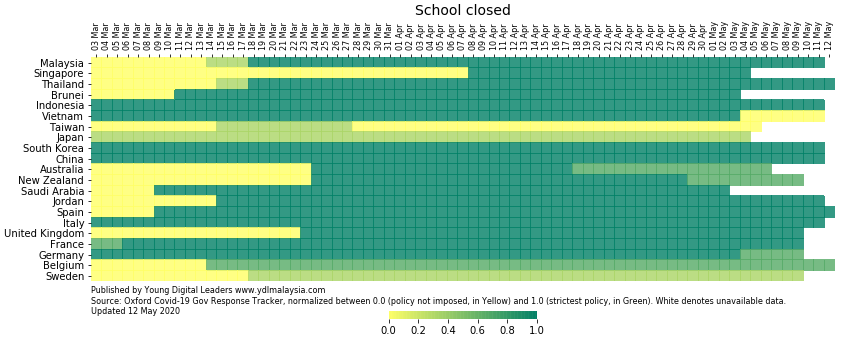 School closed
03 Mar 04 Mar 05 Mar 06 Mar 07 Mar 08 Mar 09 Mar 10 Mar 11 Mar 12 Mar 13 Mar 14 Mar 15 Mar 16 Mar 17 Mar 18 Mar 19 Mar 20 Mar 21 Mar 22 Mar 23 Mar 24 Mar 25 Mar 26 Mar 27 Mar 28 Mar 29 Mar 30 Mar 31 Mar 01 Apr 02 Apr 03 Apr 04 Apr 05 Apr 06 Apr 07 Apr 08 Apr 09 Apr 10 Apr 11 Apr 12 Apr 13 Apr 14 Apr 15 Apr 16 Apr 17 Apr 18 Apr 19 Apr 20 Apr 21 Apr 22 Apr 23 Apr 24 Apr 25 Apr 26 Apr 27 Apr 28 Apr 29 Apr 30 Apr 01 May 02 May 03 May 04 May 05 May 06 May 07 May 08 May 09 May 10 May 11 May 12 May
Malaysia
Singapore
Thailand
Brunei
Indonesia
Vietnam
Taiwan
Japan
South Korea
China
Australia
New Zealand
Saudi Arabia
Jordan
Spain
Italy
United Kingdom
France
Germany
Belgium
Sweden
Published by Young Digital Leaders www.ydlmalaysia.com
Source: Oxford Covid-19 Gov Response Tracker, normalized between 0.0 (policy not imposed, in Yellow) and 1.0 (strictest policy, in Green). White denotes unavailable data.
Updated 12 May 2020
0.0 0.2 0.4 0.6 0.8 1.0